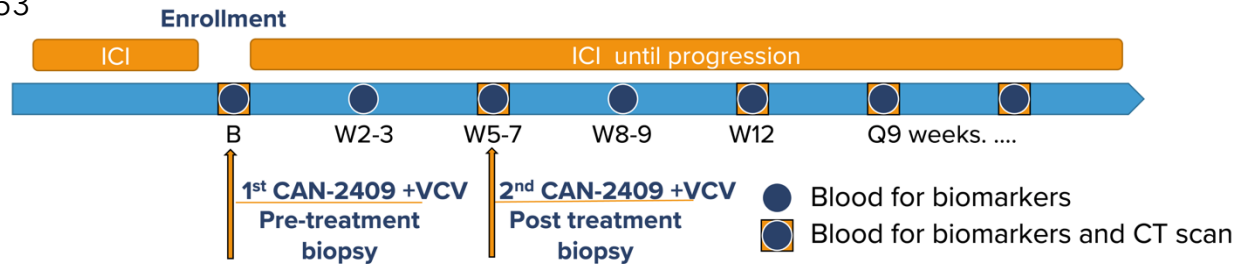 Enrollment
ICI
ICI until progression
B
W2-3
W5-7
W8-9
W12
Q9 weeks. ....
1st CAN-2409 +VCV
Pre-treatment
biopsy
2nd CAN-2409 +VCV
Post treatment
biopsy
Blood for biomarkers
Blood for biomarkers and CT scan